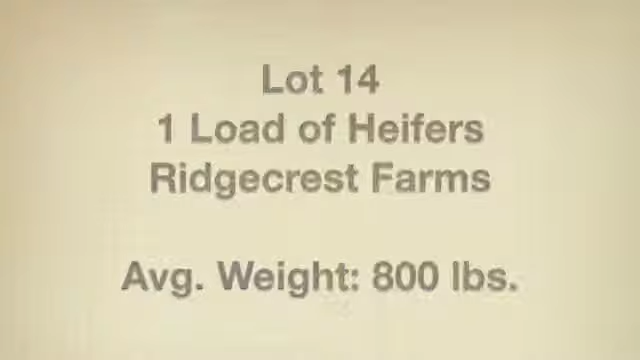 Lot 14
1 Load of Heifers
Ridgecrest Farms
Avg. Weight: 800 lbs.